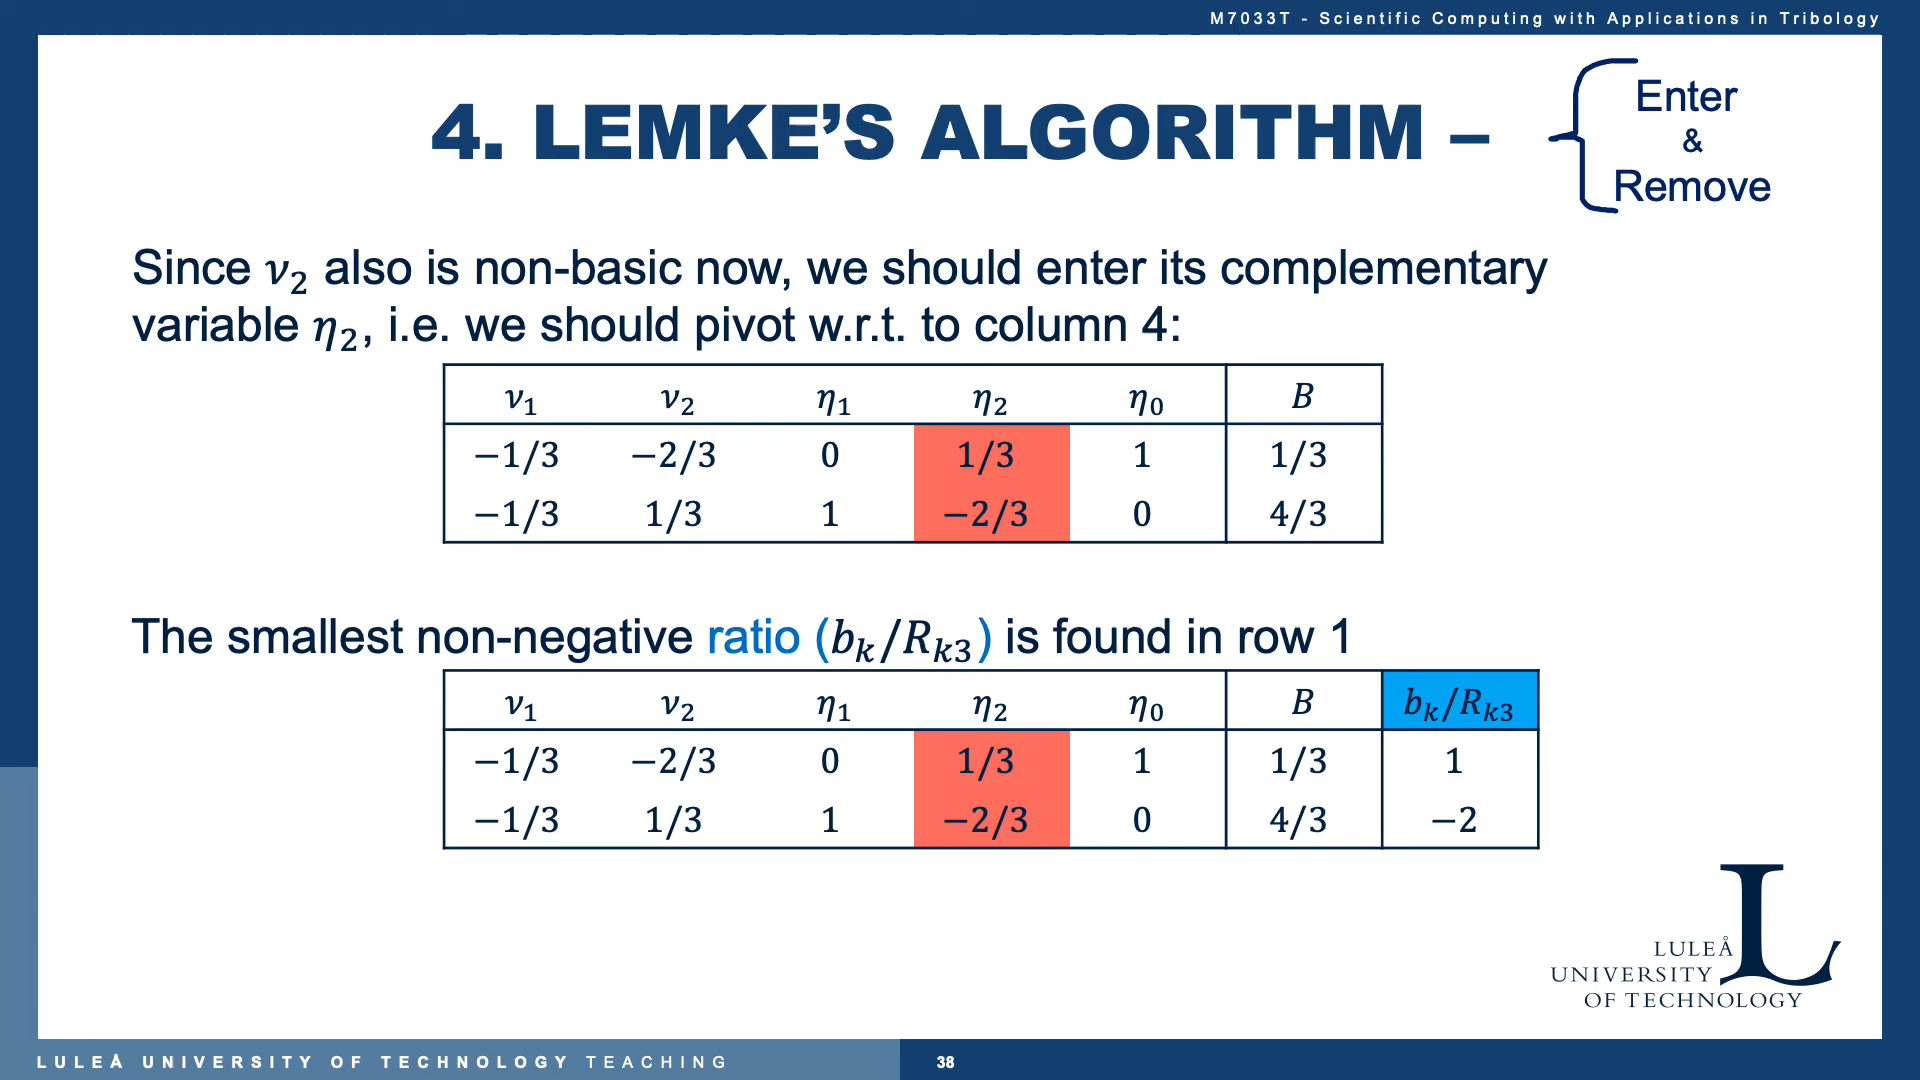 M7033T - Scientific Computing with Applications in Tribology
4. LEMKE’S ALGORITHM –
Enter
&
Remove
Since ν₂ also is non-basic now, we should enter its complementary
variable η₂, i.e. we should pivot w.r.t. to column 4:
ν₁ ν₂ η₁ η₂ η₀ B
−1/3 −2/3 0 1/3 1 1/3
−1/3 1/3 1 −2/3 0 4/3
The smallest non-negative ratio (bₖ/Rₖ₃) is found in row 1
ν₁ ν₂ η₁ η₂ η₀ B bₖ/Rₖ₃
−1/3 −2/3 0 1/3 1 1/3 1
−1/3 1/3 1 −2/3 0 4/3 −2
LULEÅ
UNIVERSITY
OF TECHNOLOGY
L
LULEÅ UNIVERSITY OF TECHNOLOGY TEACHING
38